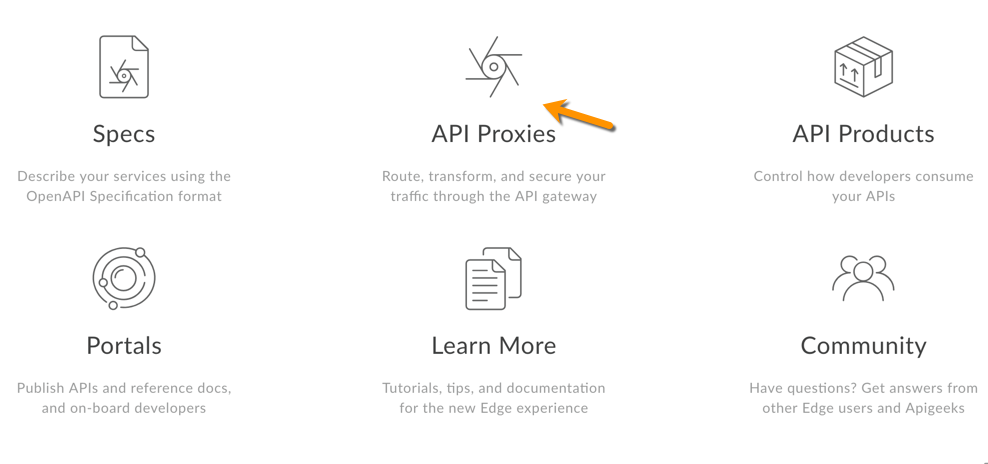 Specs
API Proxies
API Products
Describe your services using the
OpenAPI Specification format
Route, transform, and secure your
traffic through the API gateway
Control how developers consume
your APIs
Portals
Learn More
Community
Publish APIs and reference docs,
and on-board developers
Tutorials, tips, and documentation
for the new Edge experience
Have questions? Get answers from
other Edge users and Apigeeks